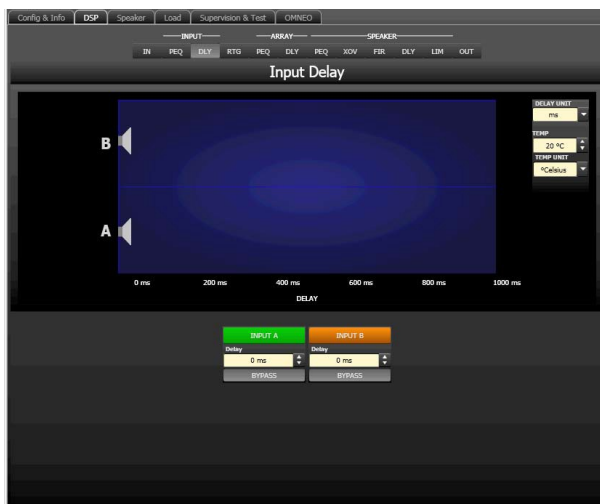 Config & Info DSP Speaker Load Supervision & Test OMNEO
INPUT ARRAY SPEAKER
IN PEQ DLY RTG PEQ DLY PEQ XOV FIR DLY LIM OUT
Input Delay
DELAY UNIT
ms
TEMP
20 ºC
TEMP UNIT
ºCelsius
B
A
0 ms 200 ms 400 ms 600 ms 800 ms 1000 ms
DELAY
INPUT A INPUT B
Delay Delay
0 ms 0 ms
BYPASS BYPASS